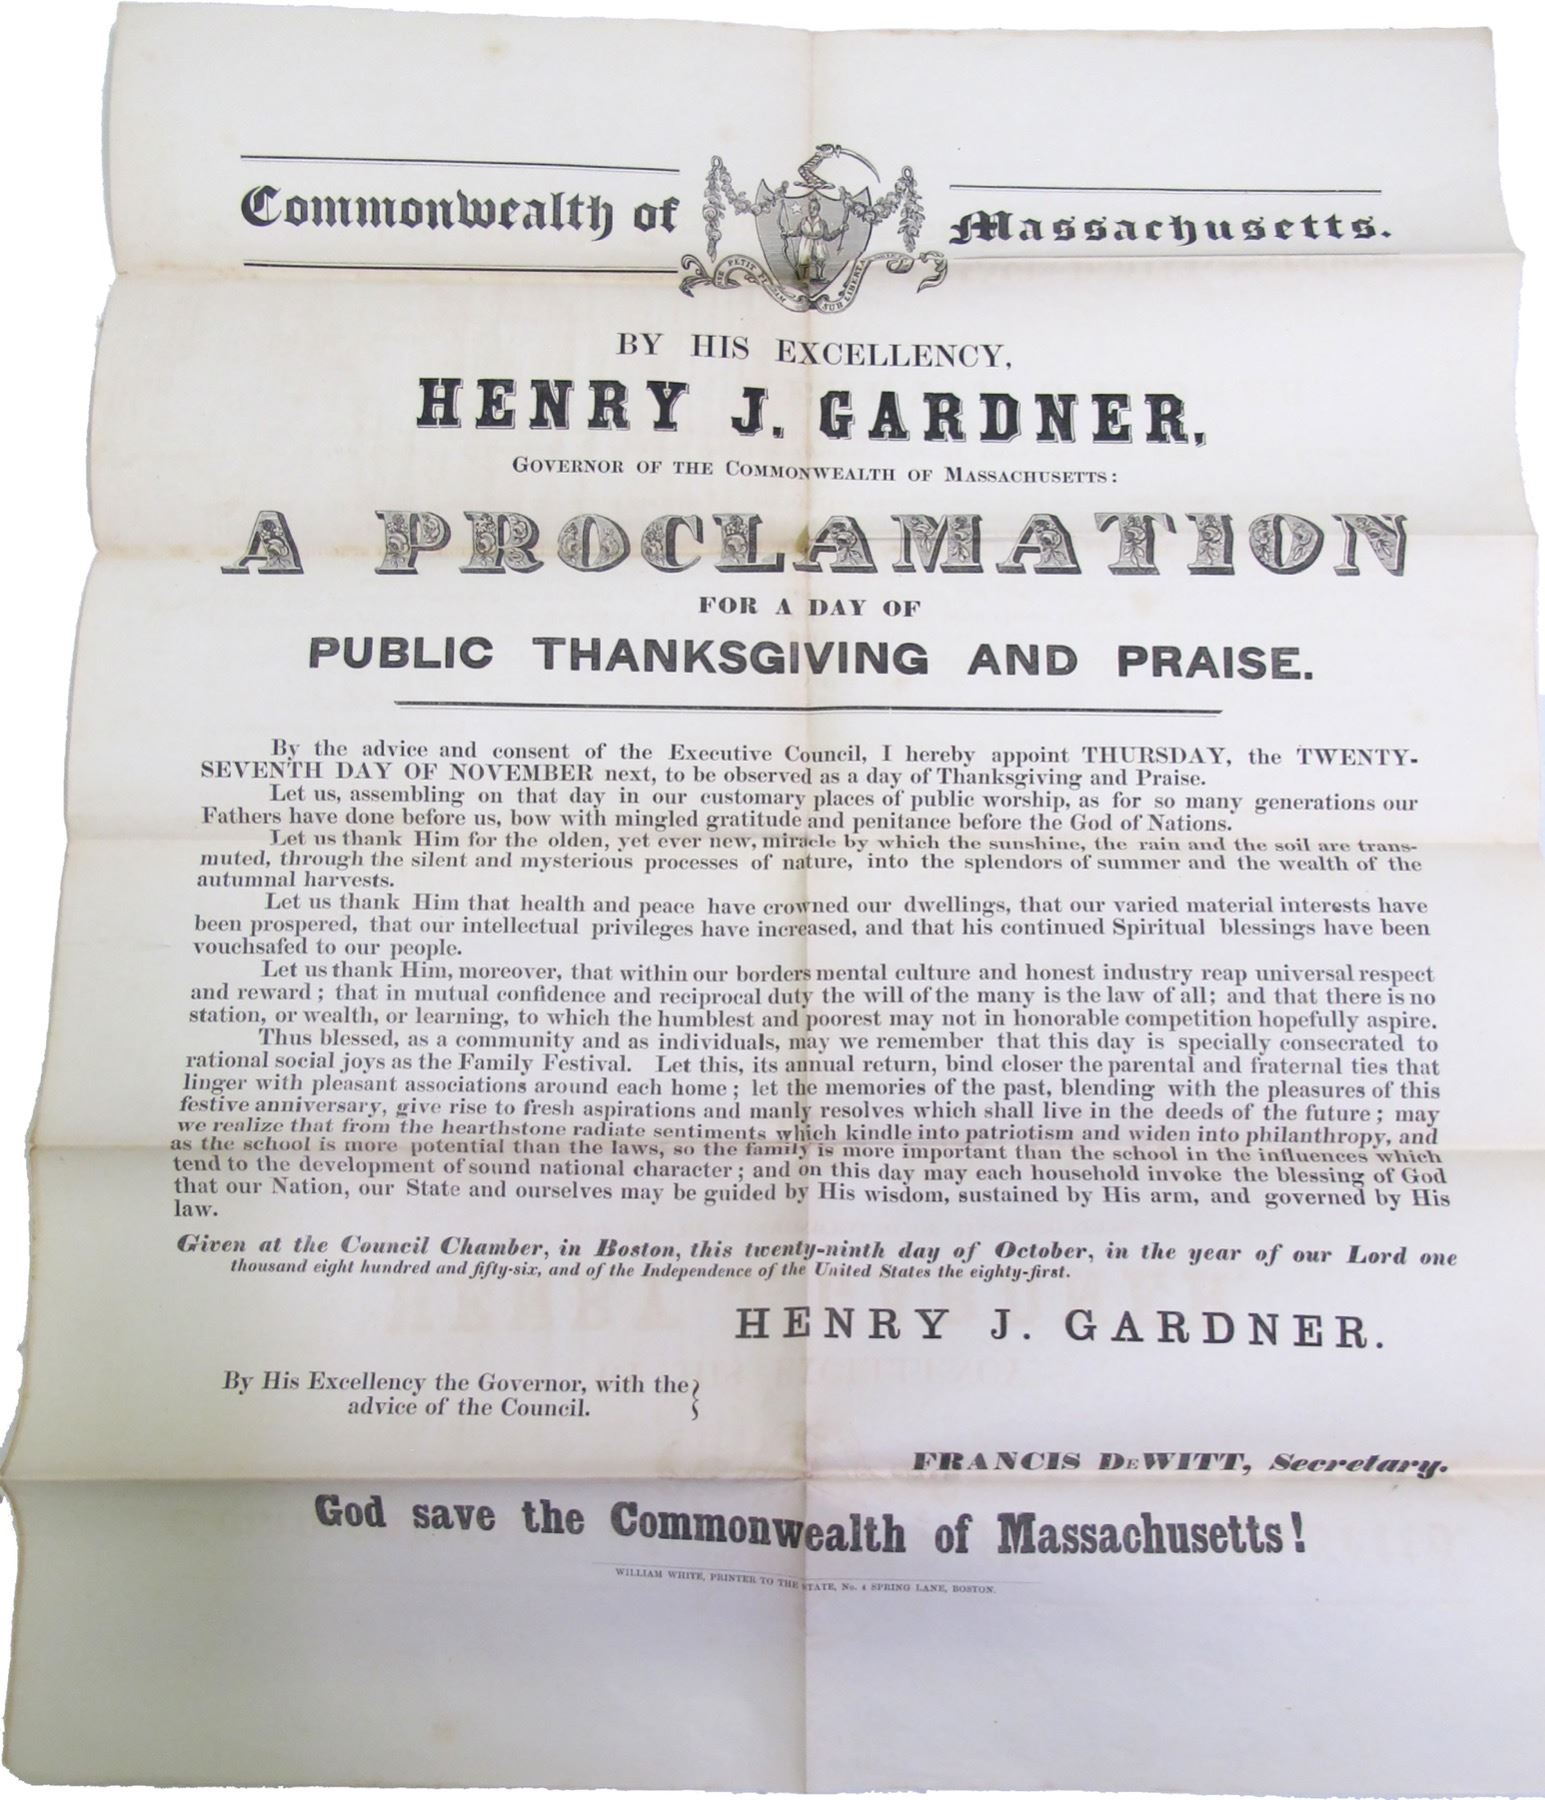 Commonwealth of Massachusetts.
ENSE PETIT PLACIDAM SUB LIBERTA
BY HIS EXCELLENCY,
HENRY J. GARDNER,
GOVERNOR OF THE COMMONWEALTH OF MASSACHUSETTS:
A PROCLAMATION
FOR A DAY OF
PUBLIC THANKSGIVING AND PRAISE.
By the advice and consent of the Executive Council, I hereby appoint THURSDAY, the TWENTY-
SEVENTH DAY OF NOVEMBER next, to be observed as a day of Thanksgiving and Praise.
Let us, assembling on that day in our customary places of public worship, as for so many generations our
Fathers have done before us, bow with mingled gratitude and penitance before the God of Nations.
Let us thank Him for the olden, yet ever new, miracle by which the sunshine, the rain and the soil are trans-
muted, through the silent and mysterious processes of nature, into the splendors of summer and the wealth of the
autumnal harvests.
Let us thank Him that health and peace have crowned our dwellings, that our varied material interests have
been prospered, that our intellectual privileges have increased, and that his continued Spiritual blessings have been
vouchsafed to our people.
Let us thank Him, moreover, that within our borders mental culture and honest industry reap universal respect
and reward; that in mutual confidence and reciprocal duty the will of the many is the law of all; and that there is no
station, or wealth, or learning, to which the humblest and poorest may not in honorable competition hopefully aspire.
Thus blessed, as a community and as individuals, may we remember that this day is specially consecrated to
rational social joys as the Family Festival. Let this, its annual return, bind closer the parental and fraternal ties that
linger with pleasant associations around each home; let the memories of the past, blending with the pleasures of this
festive anniversary, give rise to fresh aspirations and manly resolves which shall live in the deeds of the future; may
we realize that from the hearthstone radiate sentiments which kindle into patriotism and widen into philanthropy, and
as the school is more potential than the laws, so the family is more important than the school in the influences which
tend to the development of sound national character; and on this day may each household invoke the blessing of God
that our Nation, our State and ourselves may be guided by His wisdom, sustained by His arm, and governed by His
law.
Given at the Council Chamber, in Boston, this twenty-ninth day of October, in the year of our Lord one
thousand eight hundred and fifty-six, and of the Independence of the United States the eighty-first.
HENRY J. GARDNER.
By His Excellency the Governor, with the
advice of the Council.
FRANCIS DEWITT, Secretary.
God save the Commonwealth of Massachusetts!
WILLIAM WHITE, PRINTER TO THE STATE, No. 4 SPRING LANE, BOSTON.